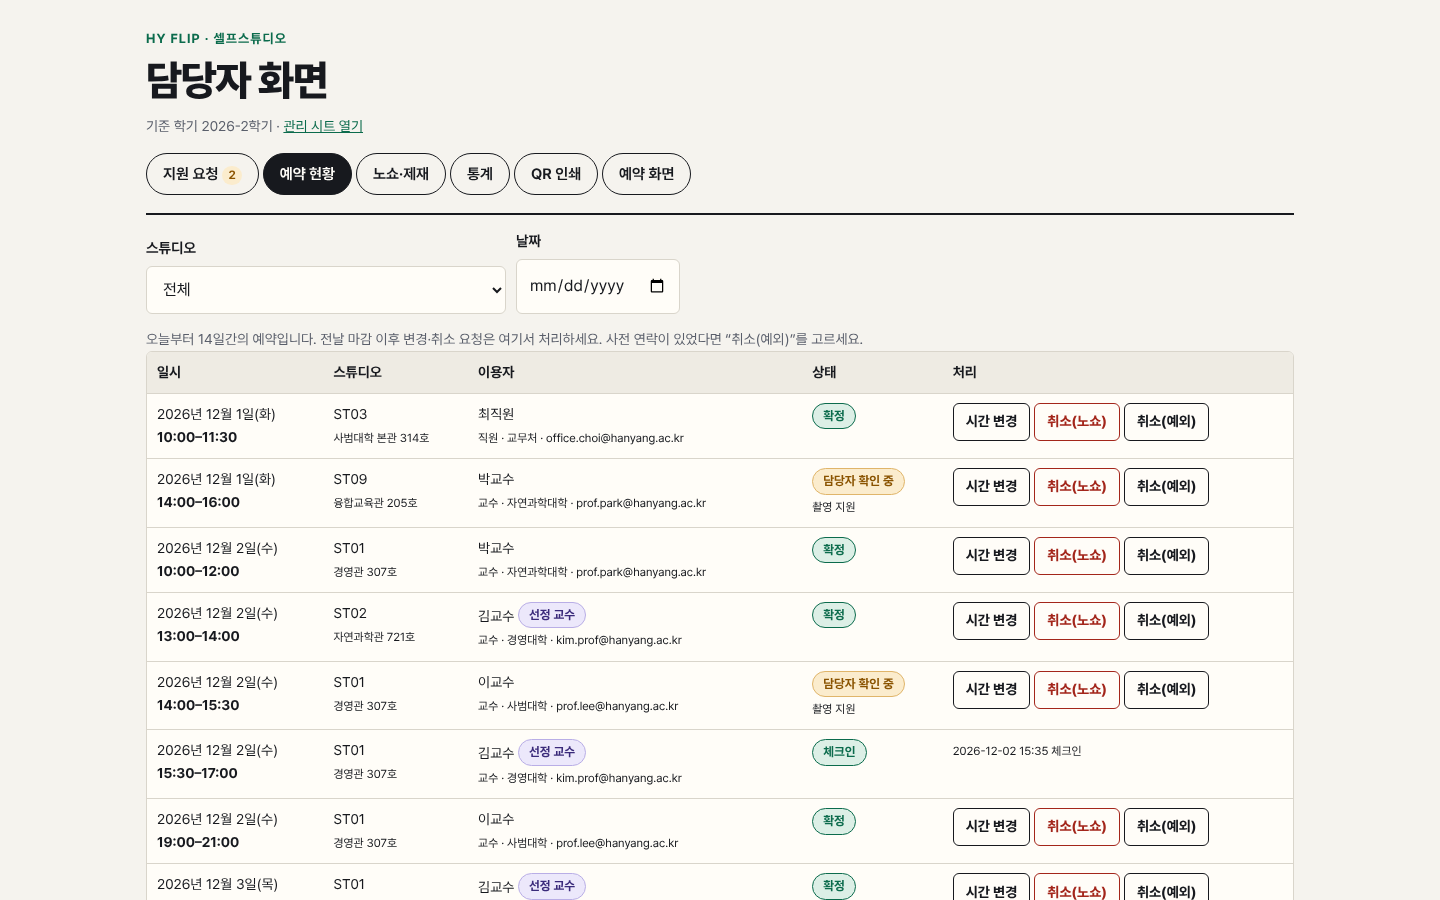 HY FLIP · 셀프스튜디오
담당자 화면
기준 학기 2026-2학기 · 관리 시트 열기
지원 요청 2 예약 현황 노쇼·제재 통계 QR 인쇄 예약 화면
스튜디오 날짜
전체 mm/dd/yyyy
오늘부터 14일간의 예약입니다. 전날 마감 이후 변경·취소 요청은 여기서 처리하세요. 사전 연락이 있었다면 “취소(예외)”를 고르세요.
일시 스튜디오 이용자 상태 처리
2026년 12월 1일(화) ST03 최직원 확정 시간 변경 취소(노쇼) 취소(예외)
10:00–11:30 사범대학 본관 314호 직원 · 교무처 · office.choi@hanyang.ac.kr
2026년 12월 1일(화) ST09 박교수 담당자 확인 중 시간 변경 취소(노쇼) 취소(예외)
14:00–16:00 융합교육관 205호 교수 · 자연과학대학 · prof.park@hanyang.ac.kr 촬영 지원
2026년 12월 2일(수) ST01 박교수 확정 시간 변경 취소(노쇼) 취소(예외)
10:00–12:00 경영관 307호 교수 · 자연과학대학 · prof.park@hanyang.ac.kr
2026년 12월 2일(수) ST02 김교수 선정 교수 확정 시간 변경 취소(노쇼) 취소(예외)
13:00–14:00 자연과학관 721호 교수 · 경영대학 · kim.prof@hanyang.ac.kr
2026년 12월 2일(수) ST01 이교수 담당자 확인 중 시간 변경 취소(노쇼) 취소(예외)
14:00–15:30 경영관 307호 교수 · 사범대학 · prof.lee@hanyang.ac.kr 촬영 지원
2026년 12월 2일(수) ST01 김교수 선정 교수 체크인 2026-12-02 15:35 체크인
15:30–17:00 경영관 307호 교수 · 경영대학 · kim.prof@hanyang.ac.kr
2026년 12월 2일(수) ST01 이교수 확정 시간 변경 취소(노쇼) 취소(예외)
19:00–21:00 경영관 307호 교수 · 사범대학 · prof.lee@hanyang.ac.kr
2026년 12월 3일(목) ST01 김교수 선정 교수 확정 시간 변경 취소(노쇼) 취소(예외)